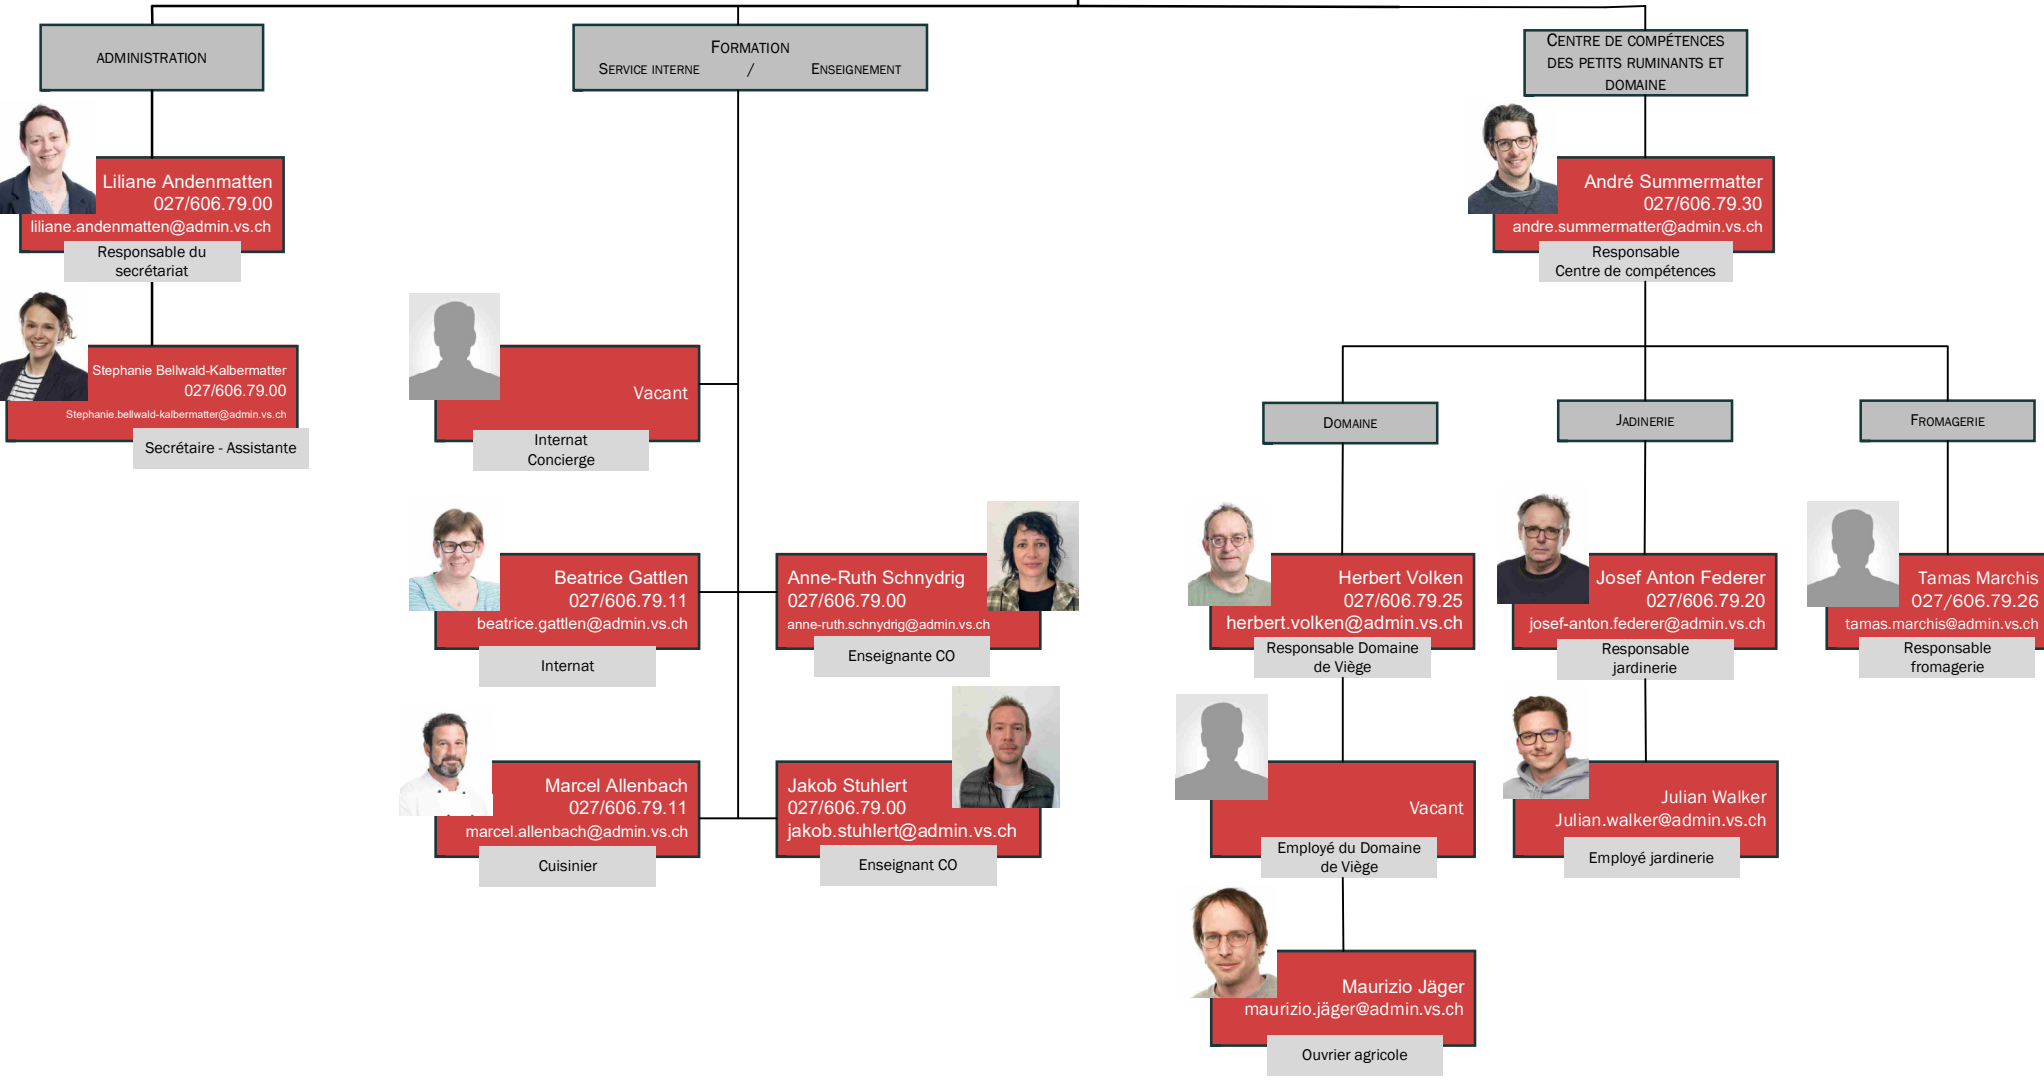 ADMINISTRATION
Liliane Andenmatten
027/606.79.00
liliane.andenmatten@admin.vs.ch
Responsable du
secrétariat
Stephanie Bellwald-Kalbermatter
027/606.79.00
Stephanie.bellwald-kalbermatter@admin.vs.ch
Secrétaire - Assistante
FORMATION
SERVICE INTERNE / ENSEIGNEMENT
Vacant
Internat
Concierge
Beatrice Gattlen
027/606.79.11
beatrice.gattlen@admin.vs.ch
Internat
Marcel Allenbach
027/606.79.11
marcel.allenbach@admin.vs.ch
Cuisinier
Anne-Ruth Schnydrig
027/606.79.00
anne-ruth.schnydrig@admin.vs.ch
Enseignante CO
Jakob Stuhlert
027/606.79.00
jakob.stuhlert@admin.vs.ch
Enseignant CO
CENTRE DE COMPÉTENCES
DES PETITS RUMINANTS ET
DOMAINE
André Summermatter
027/606.79.30
andre.summermatter@admin.vs.ch
Responsable
Centre de compétences
DOMAINE
Herbert Volken
027/606.79.25
herbert.volken@admin.vs.ch
Responsable Domaine
de Viège
Vacant
Employé du Domaine
de Viège
Maurizio Jäger
maurizio.jäger@admin.vs.ch
Ouvrier agricole
JADINERIE
Josef Anton Federer
027/606.79.20
josef-anton.federer@admin.vs.ch
Responsable
jardinerie
Julian Walker
Julian.walker@admin.vs.ch
Employé jardinerie
FROMAGERIE
Tamas Marchis
027/606.79.26
tamas.marchis@admin.vs.ch
Responsable
fromagerie